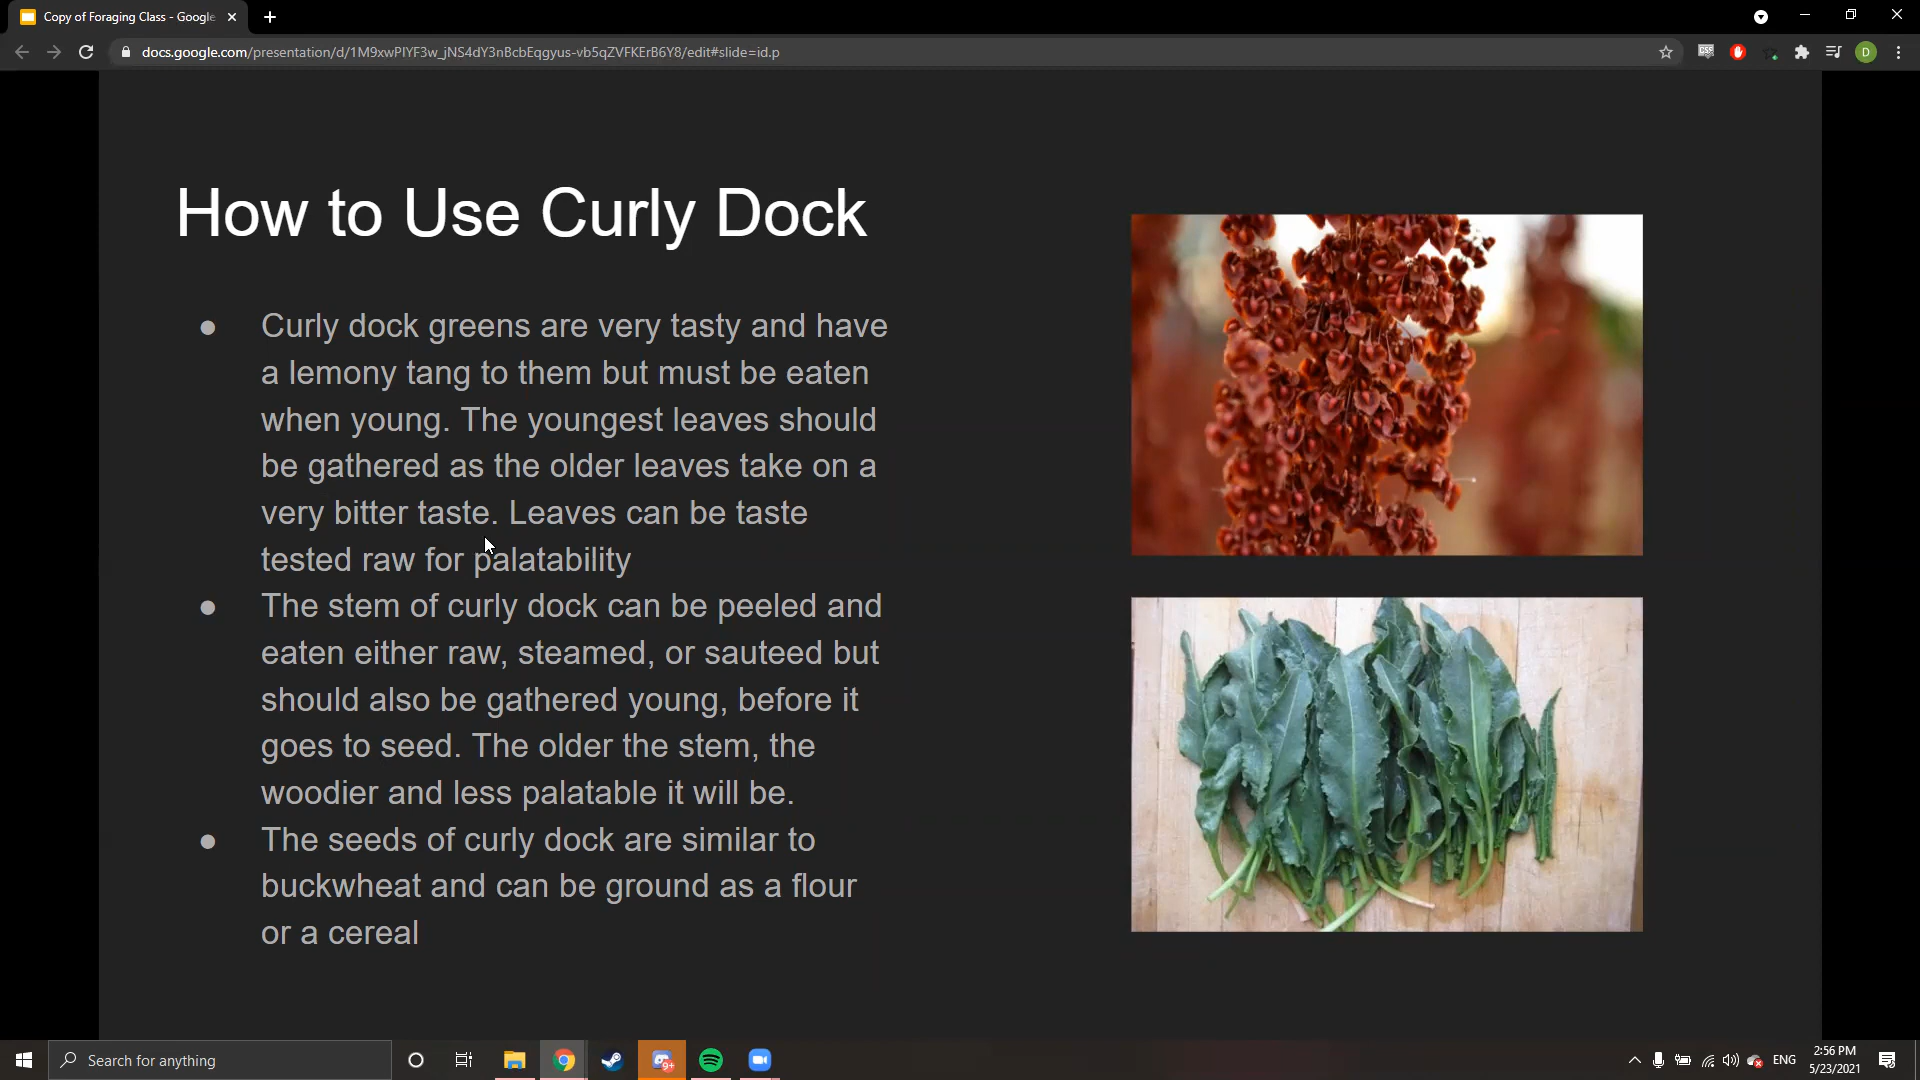 Copy of Foraging Class - Google
docs.google.com/presentation/d/1M9xwPIYF3w_jNS4dY3nBcbEqgyus-vb5qZVFKErB6Y8/edit#slide=id.p
D
How to Use Curly Dock
● Curly dock greens are very tasty and have
a lemony tang to them but must be eaten
when young. The youngest leaves should
be gathered as the older leaves take on a
very bitter taste. Leaves can be taste
tested raw for palatability
● The stem of curly dock can be peeled and
eaten either raw, steamed, or sauteed but
should also be gathered young, before it
goes to seed. The older the stem, the
woodier and less palatable it will be.
● The seeds of curly dock are similar to
buckwheat and can be ground as a flour
or a cereal
Search for anything
9+
ENG
2:56 PM
5/23/2021